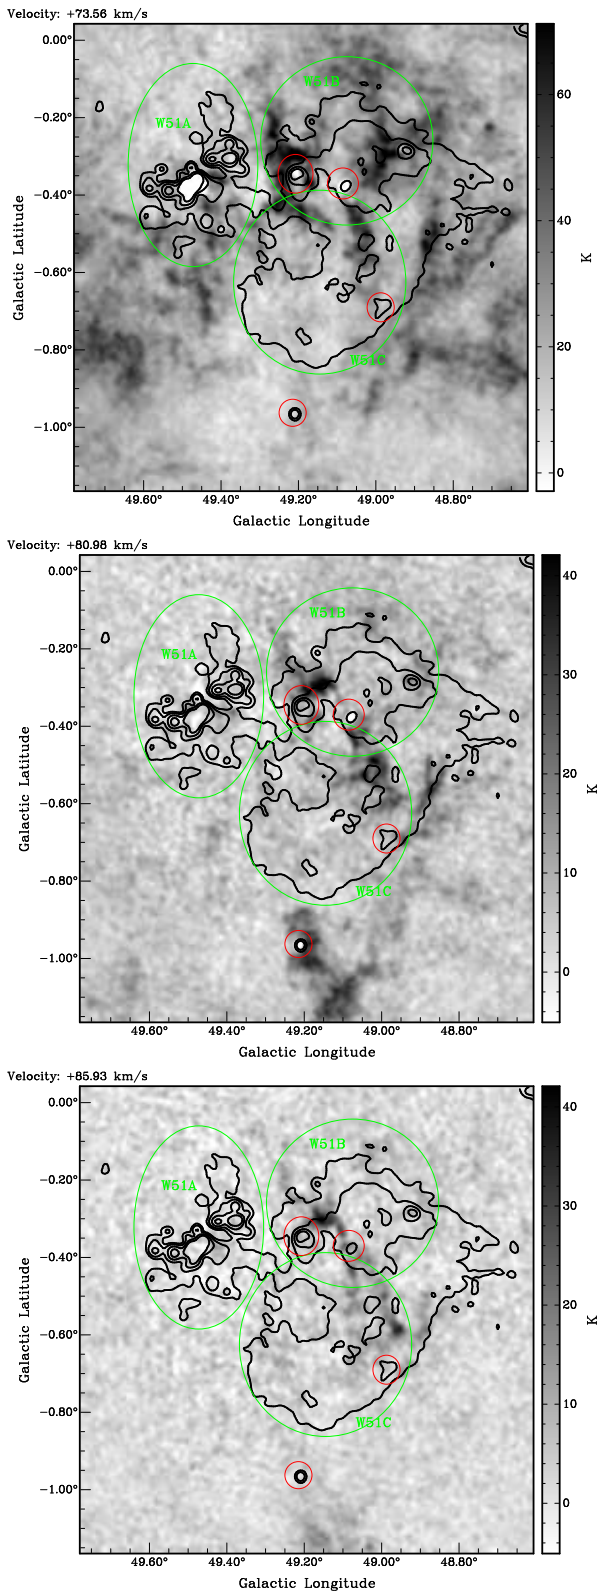 Velocity: +73.56 km/s
0.00°
60
W51B
-0.20°
W51A
40
-0.40°
Galactic Latitude
K
-0.60°
20
W51C
-0.80°
-1.00°
0
49.60° 49.40° 49.20° 49.00° 48.80°
Galactic Longitude
Velocity: +80.98 km/s
0.00°
40
W51B
-0.20°
W51A
30
-0.40°
Galactic Latitude
20
K
-0.60°
10
-0.80°
W51C
-1.00°
0
49.60° 49.40° 49.20° 49.00° 48.80°
Galactic Longitude
Velocity: +85.93 km/s
0.00°
40
W51B
-0.20°
W51A
30
-0.40°
Galactic Latitude
20
K
-0.60°
10
-0.80°
W51C
-1.00°
0
49.60° 49.40° 49.20° 49.00° 48.80°
Galactic Longitude